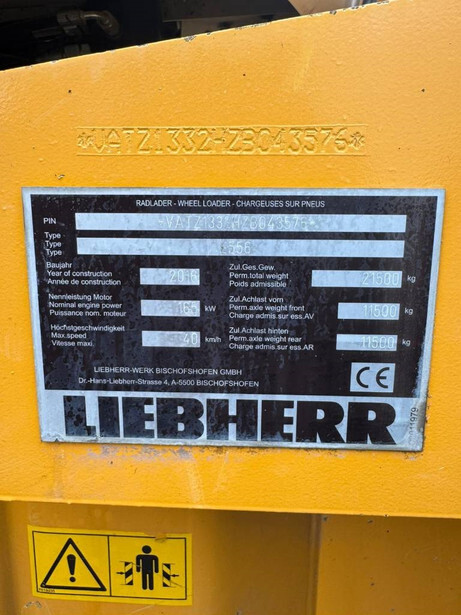 *VATZ1332HZB043576*
RADLADER - WHEEL LOADER - CHARGEUSES SUR PNEUS
PIN
Type
Type 556
Baujahr Zul.Ges.Gew.
Year of construction Perm.total weight 21500 kg
Année de construction Poids admissible
Nennleistung Motor Zul.Achslast vorn
Nominal engine power kW Perm.axle weight front 11500 kg
Puissance nom. moteur Charge admis.sur ess.AV
Höchstgeschwindigkeit Zul.Achslast hinten
Max.speed 40 km/h Perm.axle weight rear 11500 kg
Vitesse maxi. Charge admis.sur ess.AR
LIEBHERR-WERK BISCHOFSHOFEN GMBH
Dr.-Hans-Liebherr-Strasse 4, A-5500 BISCHOFSHOFEN
CE
LIEBHERR